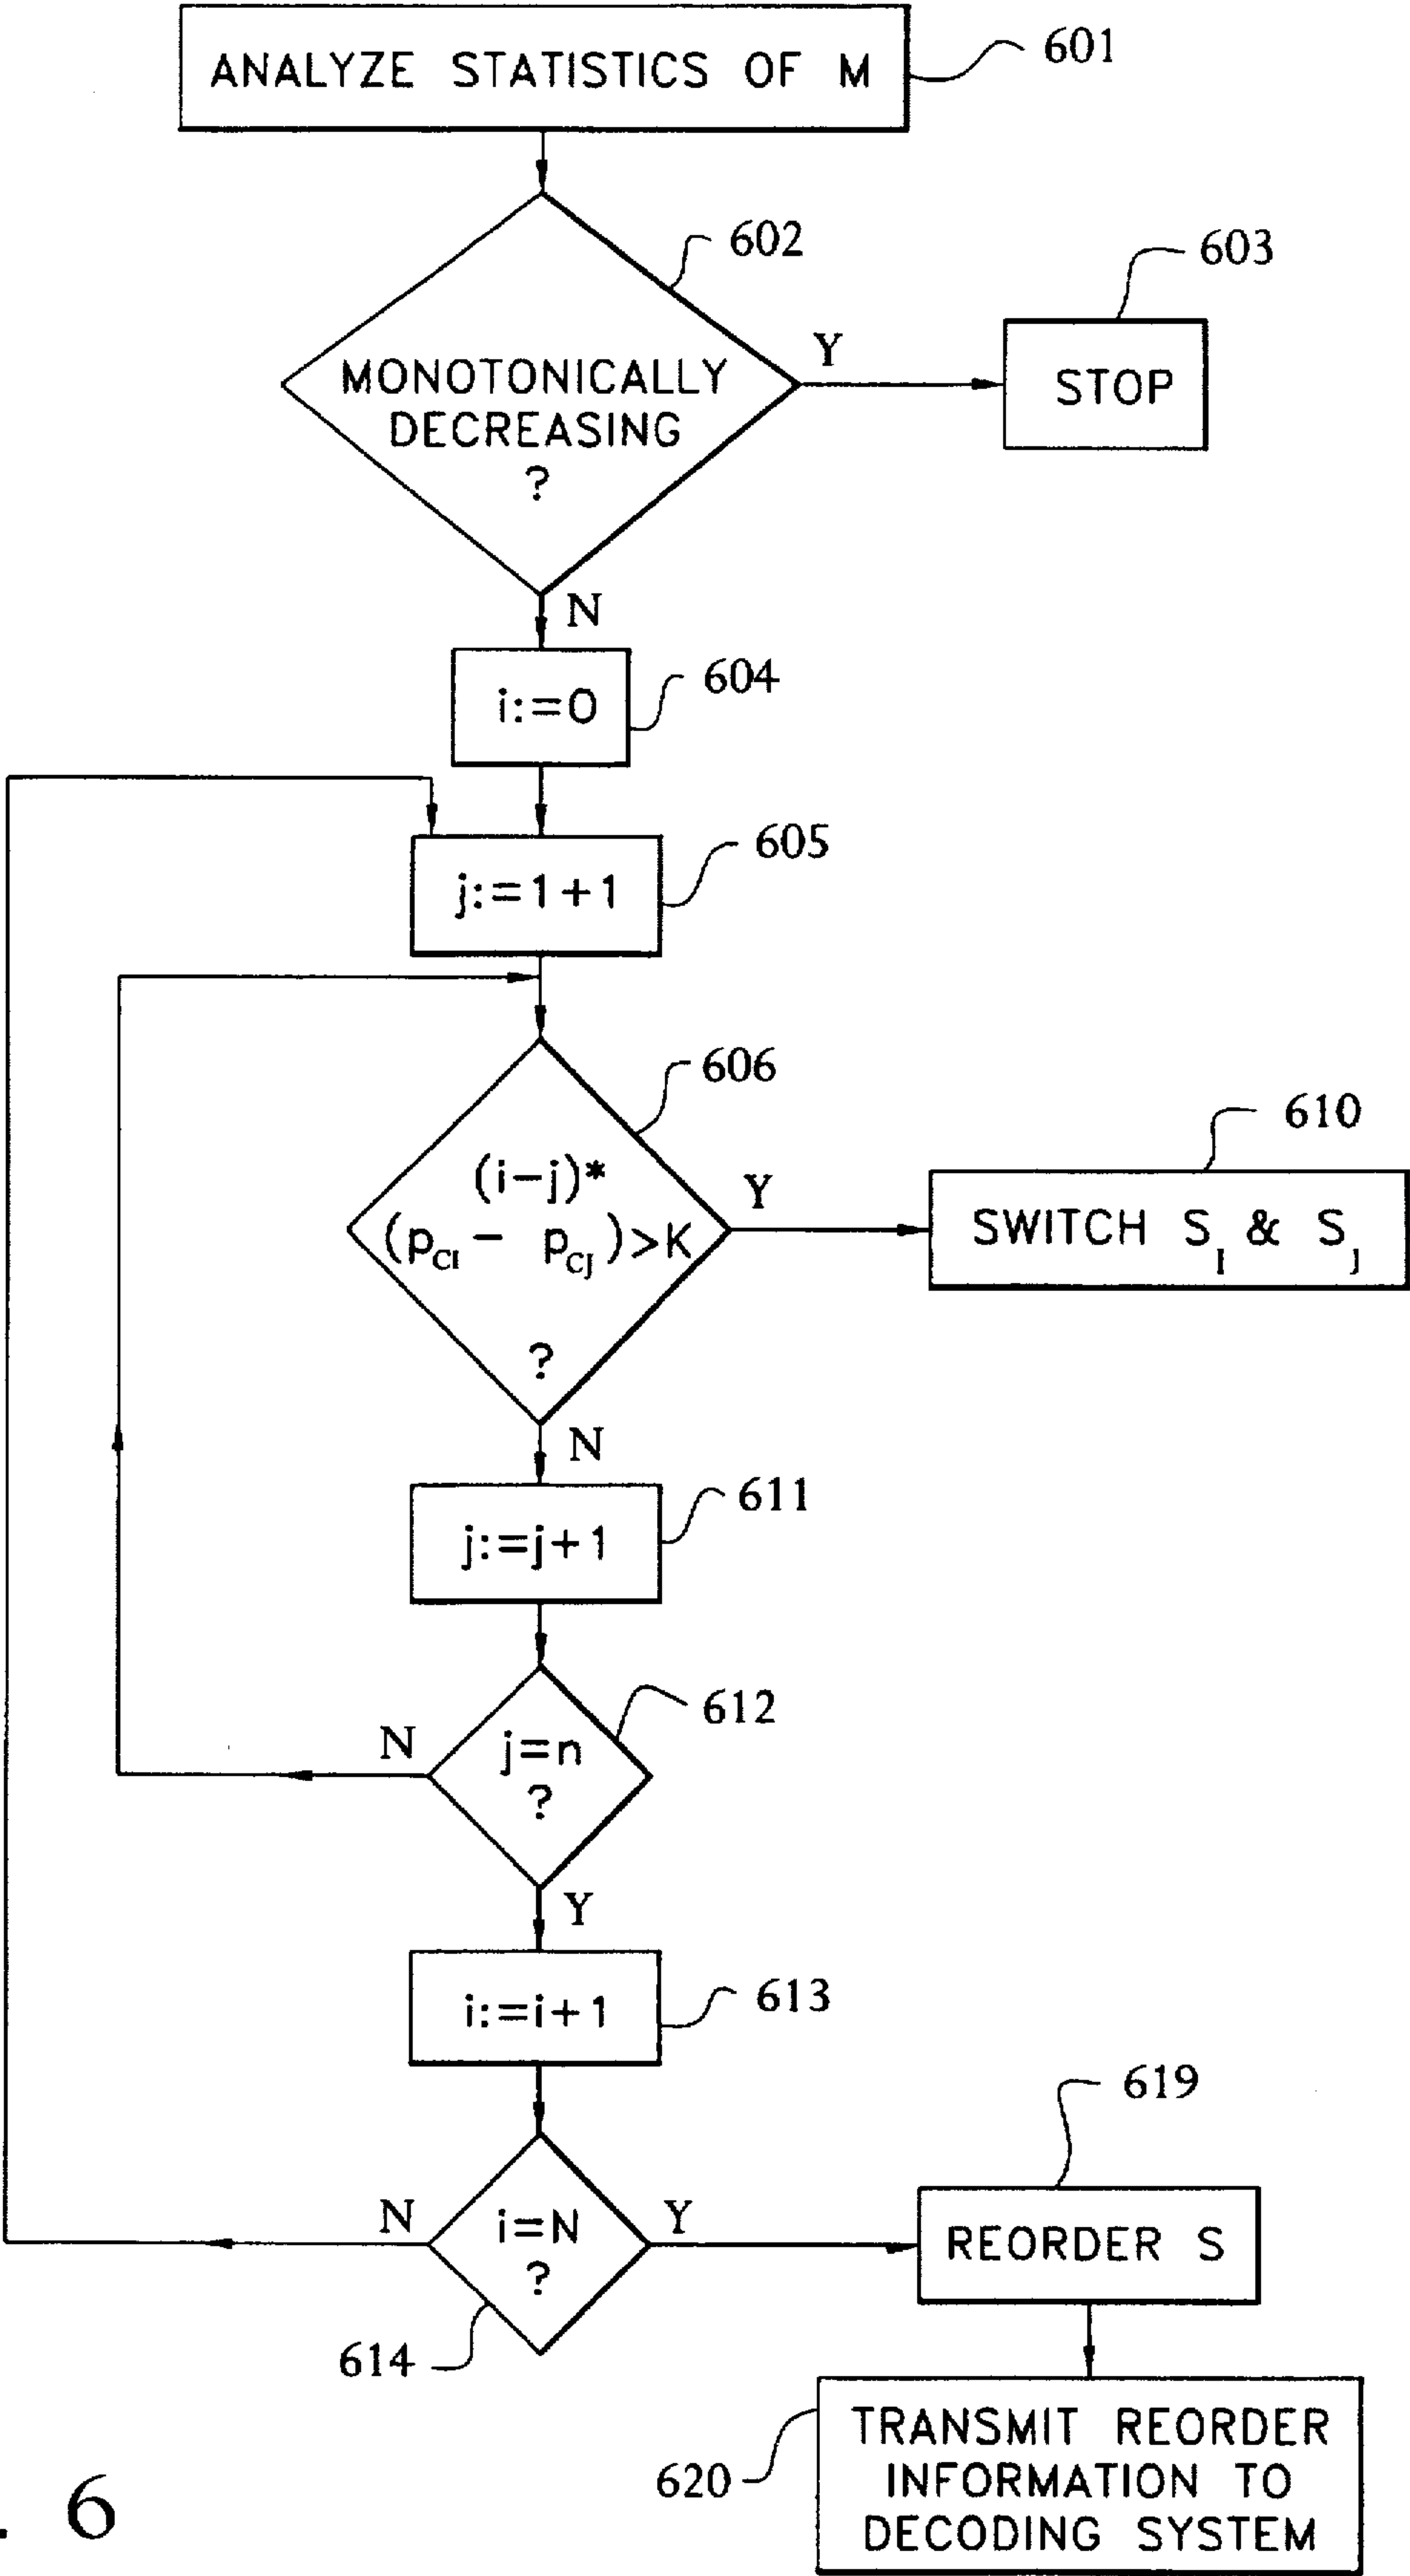 ANALYZE STATISTICS OF M
601
602
603
MONOTONICALLY
DECREASING
?
Y
STOP
N
i:=0
604
605
j:=1+1
606
(i-j)*
(pCI - pCJ)>K
?
Y
610
SWITCH SI & SJ
N
611
j:=j+1
612
j=n
?
N
Y
613
i:=i+1
619
i=N
?
N
Y
REORDER S
614
620
TRANSMIT REORDER
INFORMATION TO
DECODING SYSTEM
. 6